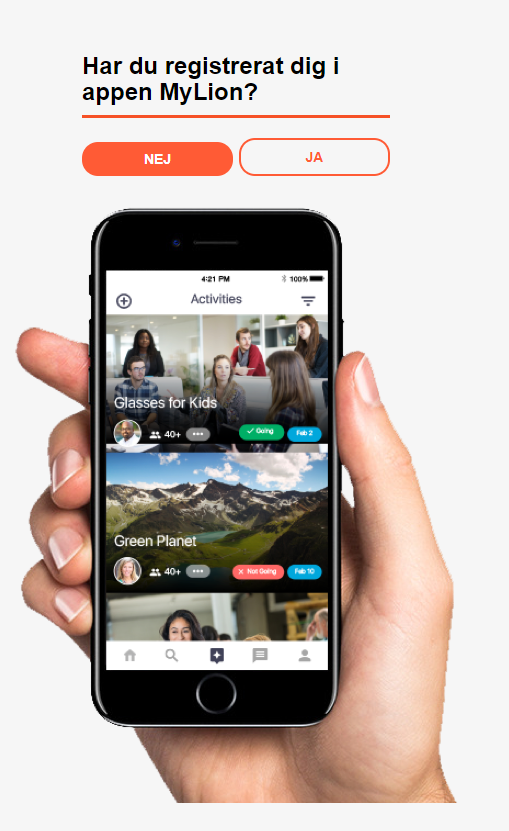 Har du registrerat dig i
appen MyLion?
NEJ
JA
4:21 PM
100%
Activities
Glasses for Kids
40+
Going
Feb 2
Green Planet
40+
Not Going
Feb 10